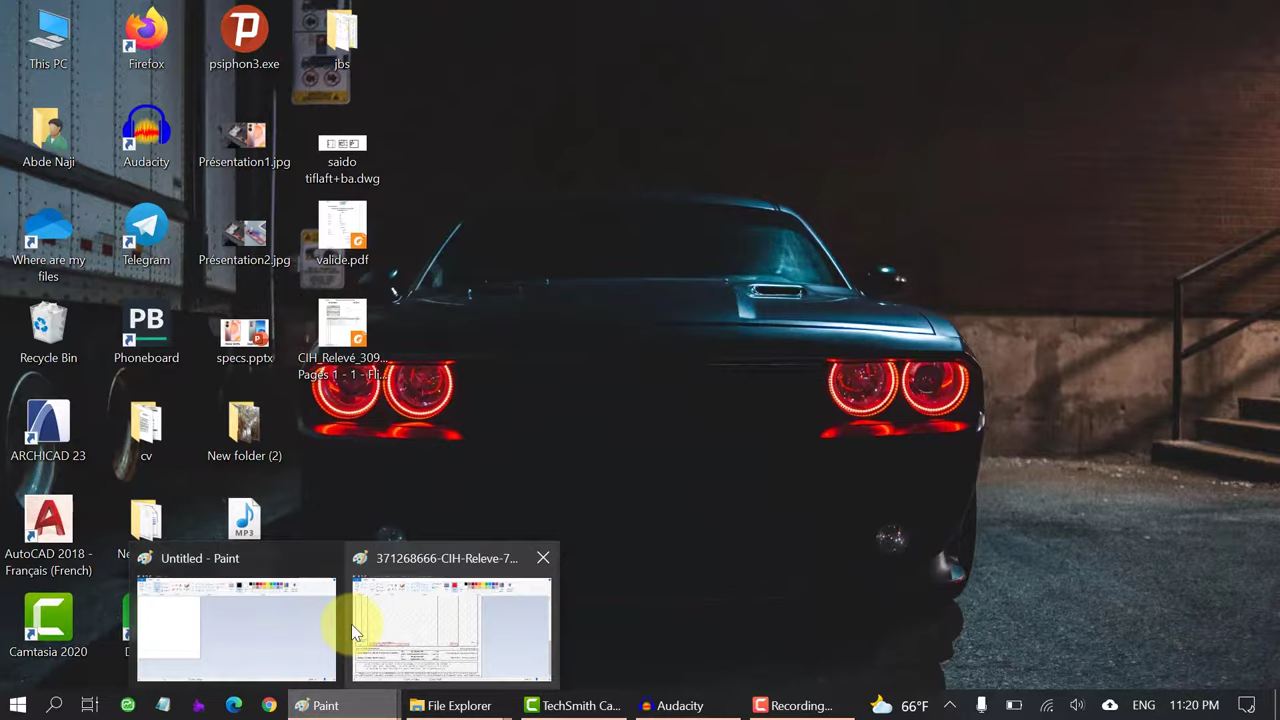 This PC
Firefox
psiphon3.exe
jbs
Abde Naji
Audacity
Présentation1.jpg
saido
tiflaft+ba.dwg
Where are my
files
Telegram
Présentation2.jpg
valide.pdf
Recycle Bin
PB
Phoneboard
specs.pptx
CIH_Relevé_309...
Pages 1 - 1 - Fli...
ARCHICAD 23
cv
New folder (2)
MP3
AutoCAD 2018 -
Français (French)
Ne
Camtasia 2020
Untitled - Paint
371268666-CIH-Releve-7...
Paint
File Explorer
TechSmith Ca...
Audacity
Recording...
66°F
ENG
11:20 PM